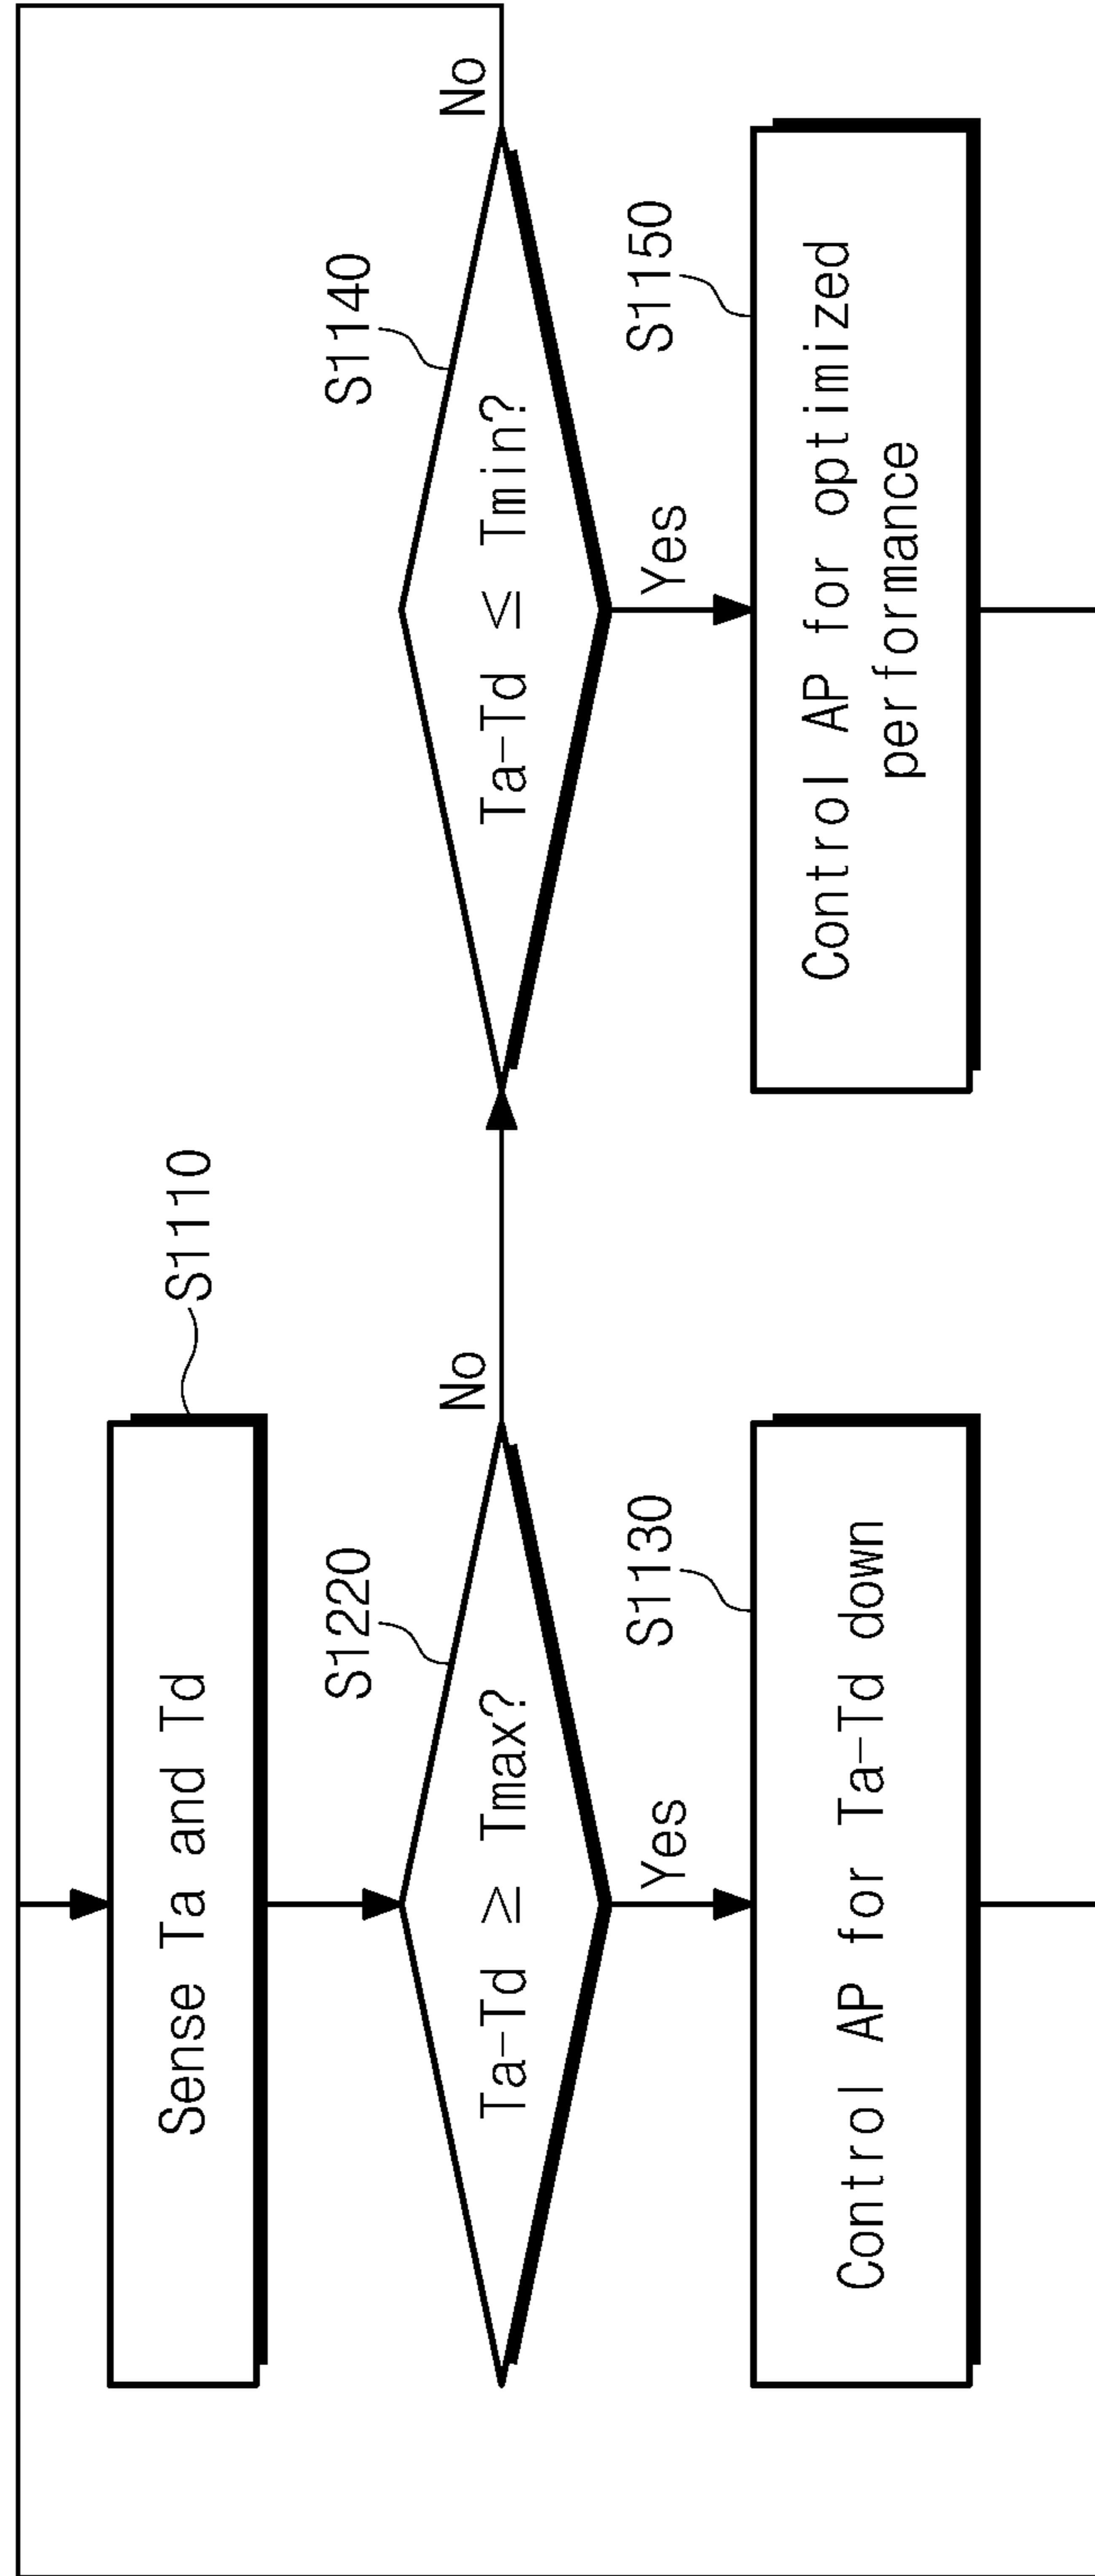 Sense Ta and Td
S1110
S1220
Ta-Td ≥ Tmax?
No
Yes
S1130
Control AP for Ta-Td down
S1140
Ta-Td ≤ Tmin?
No
Yes
S1150
Control AP for optimized
performance